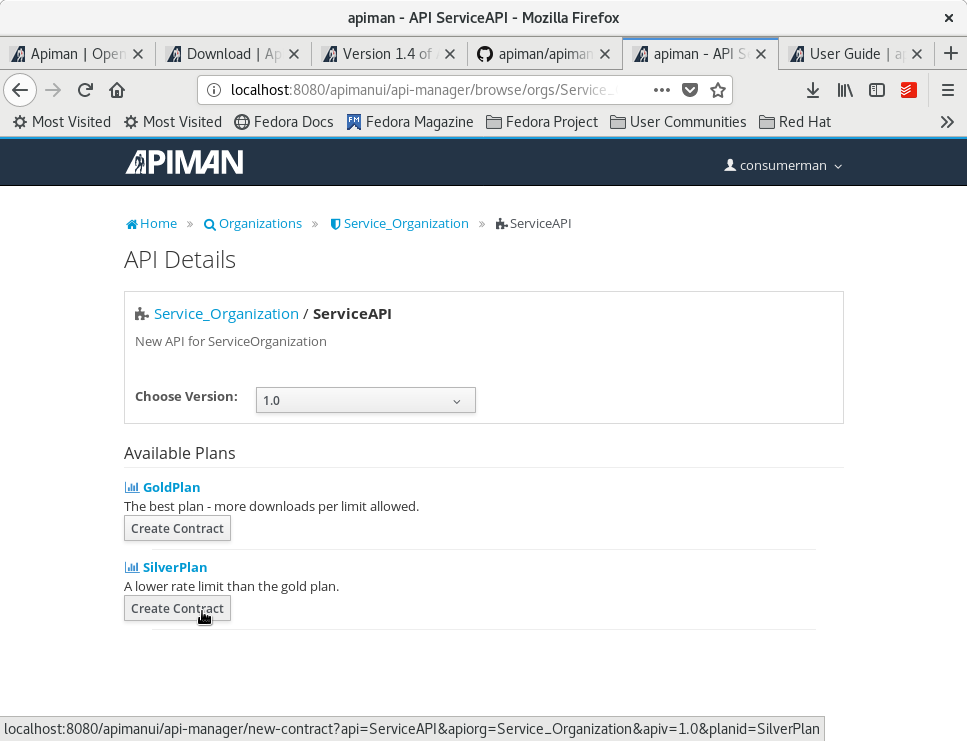 apiman - API ServiceAPI - Mozilla Firefox
Apiman | Open
Download | Ap
Version 1.4 of
apiman/apiman
apiman - API S
User Guide | a
localhost:8080/apimanui/api-manager/browse/orgs/Service_
Most Visited Most Visited Fedora Docs Fedora Magazine Fedora Project User Communities Red Hat
APIMAN
consumerman
Home » Organizations » Service_Organization » ServiceAPI
API Details
Service_Organization / ServiceAPI
New API for ServiceOrganization
Choose Version: 1.0
Available Plans
GoldPlan
The best plan - more downloads per limit allowed.
Create Contract
SilverPlan
A lower rate limit than the gold plan.
Create Contract
localhost:8080/apimanui/api-manager/new-contract?api=ServiceAPI&apiorg=Service_Organization&apiv=1.0&planid=SilverPlan